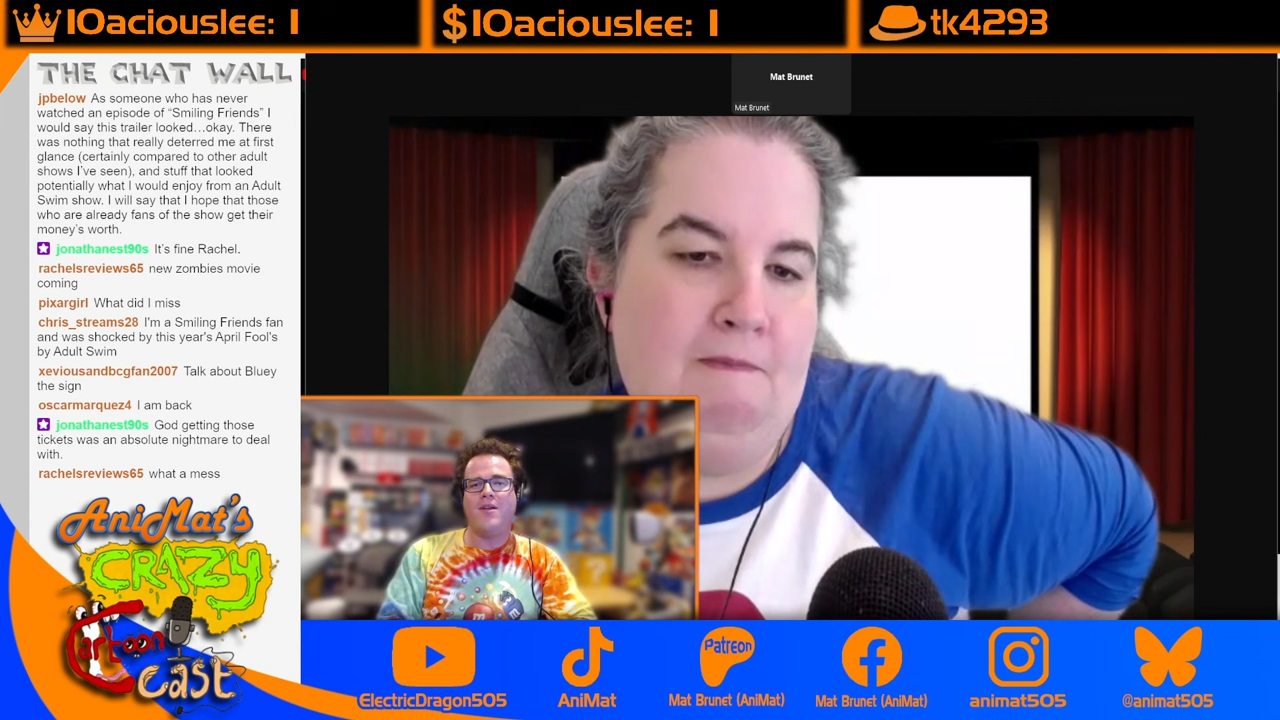 10aciouslee: 1
$10aciouslee: 1
tk4293
THE CHAT WALL
jpbelow As someone who has never
watched an episode of “Smiling Friends” I
would say this trailer looked…okay. There
was nothing that really deterred me at first
glance (certainly compared to other adult
shows I've seen), and stuff that looked
potentially what I would enjoy from an Adult
Swim show. I will say that I hope that those
who are already fans of the show get their
money's worth.
jonathanest90s It's fine Rachel.
rachelsreviews65 new zombies movie
coming
pixargirl What did I miss
chris_streams28 I'm a Smiling Friends fan
and was shocked by this year's April Fool's
by Adult Swim
xeviousandbcgfan2007 Talk about Bluey
the sign
oscarmarquez4 I am back
jonathanest90s God getting those
tickets was an absolute nightmare to deal
with.
rachelsreviews65 what a mess
AniMat's
CRAZY
Cartoon
Cast
Mat Brunet
Mat Brunet
ElectricDragon505
AniMat
Patreon
Mat Brunet (AniMat)
Mat Brunet (AniMat)
animat505
@animat505